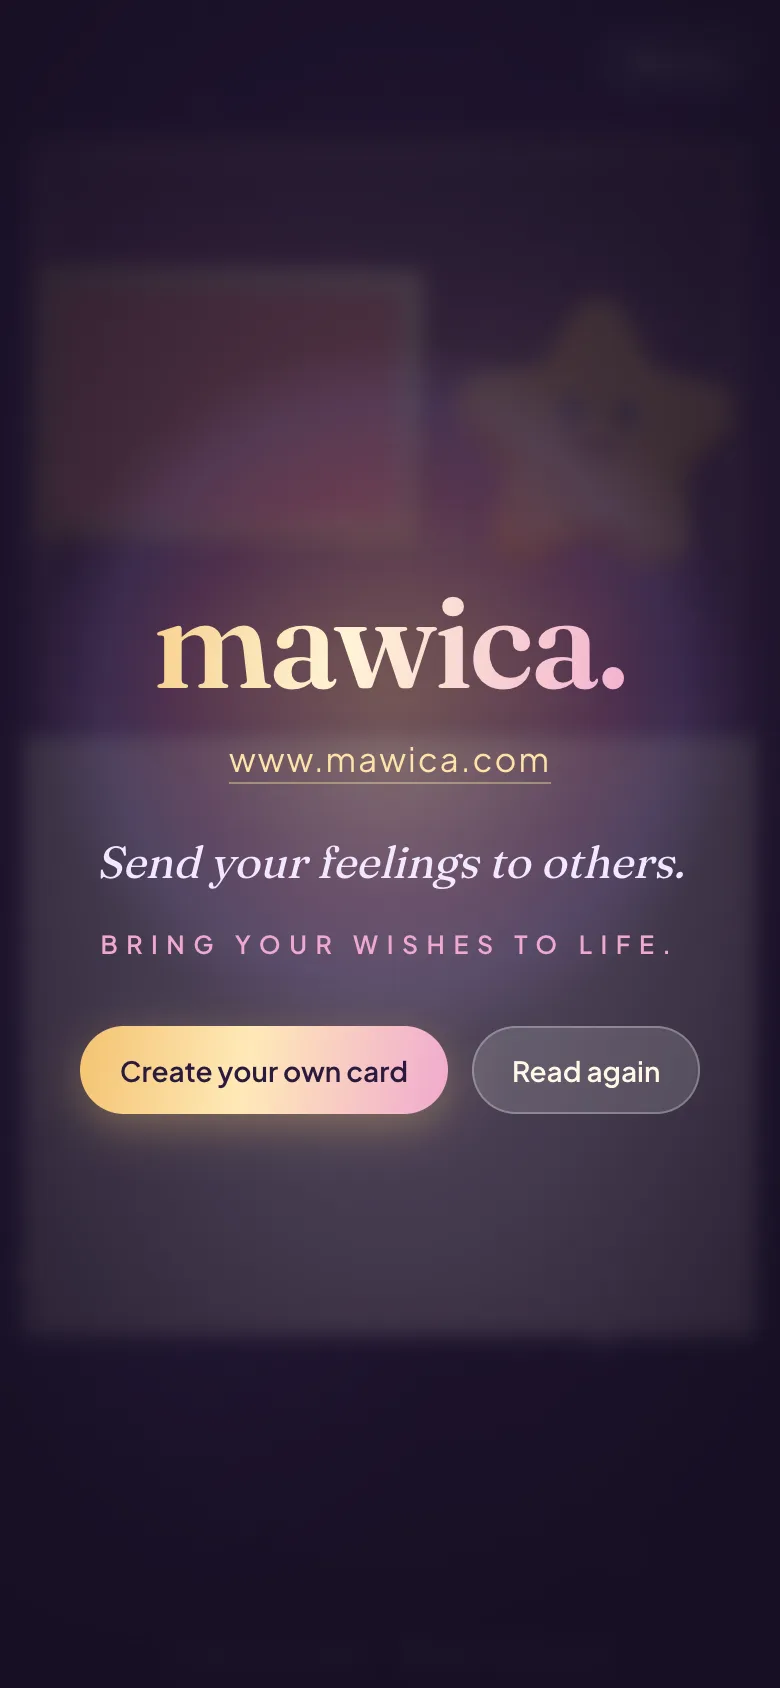 mawica.
www.mawica.com
Send your feelings to others.
BRING YOUR WISHES TO LIFE.
Create your own card
Read again